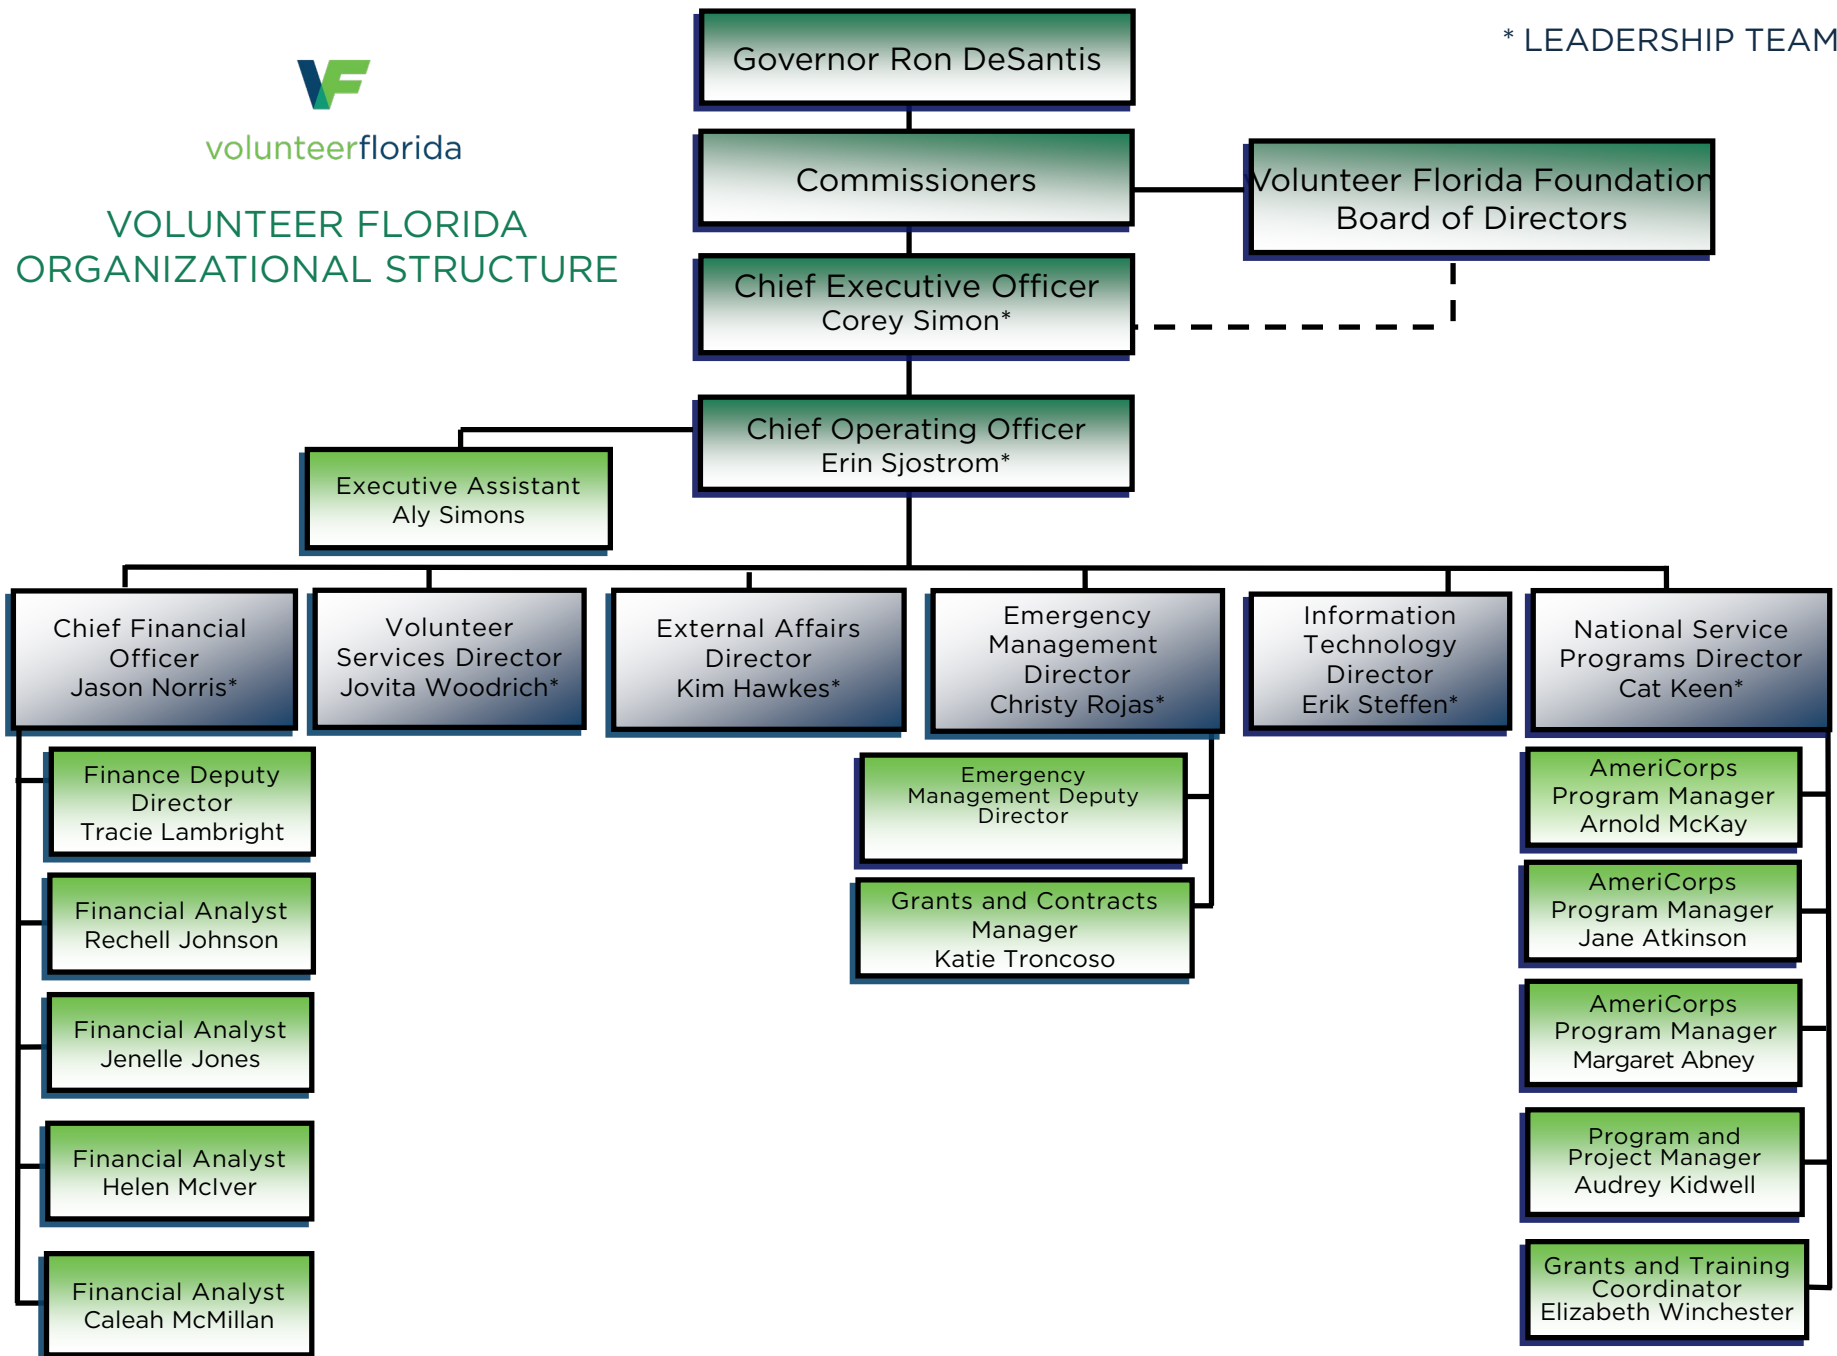 Governor Ron DeSantis
* LEADERSHIP TEAM
VF
volunteerflorida
VOLUNTEER FLORIDA
ORGANIZATIONAL STRUCTURE
Commissioners
Volunteer Florida Foundation
Board of Directors
Chief Executive Officer
Corey Simon*
Chief Operating Officer
Erin Sjostrom*
Executive Assistant
Aly Simons
Chief Financial
Officer
Jason Norris*
Volunteer
Services Director
Jovita Woodrich*
External Affairs
Director
Kim Hawkes*
Emergency
Management
Director
Christy Rojas*
Information
Technology
Director
Erik Steffen*
National Service
Programs Director
Cat Keen*
Finance Deputy
Director
Tracie Lambright
Financial Analyst
Rechell Johnson
Financial Analyst
Jenelle Jones
Financial Analyst
Helen McIver
Financial Analyst
Caleah McMillan
Emergency
Management Deputy
Director
Grants and Contracts
Manager
Katie Troncoso
AmeriCorps
Program Manager
Arnold McKay
AmeriCorps
Program Manager
Jane Atkinson
AmeriCorps
Program Manager
Margaret Abney
Program and
Project Manager
Audrey Kidwell
Grants and Training
Coordinator
Elizabeth Winchester